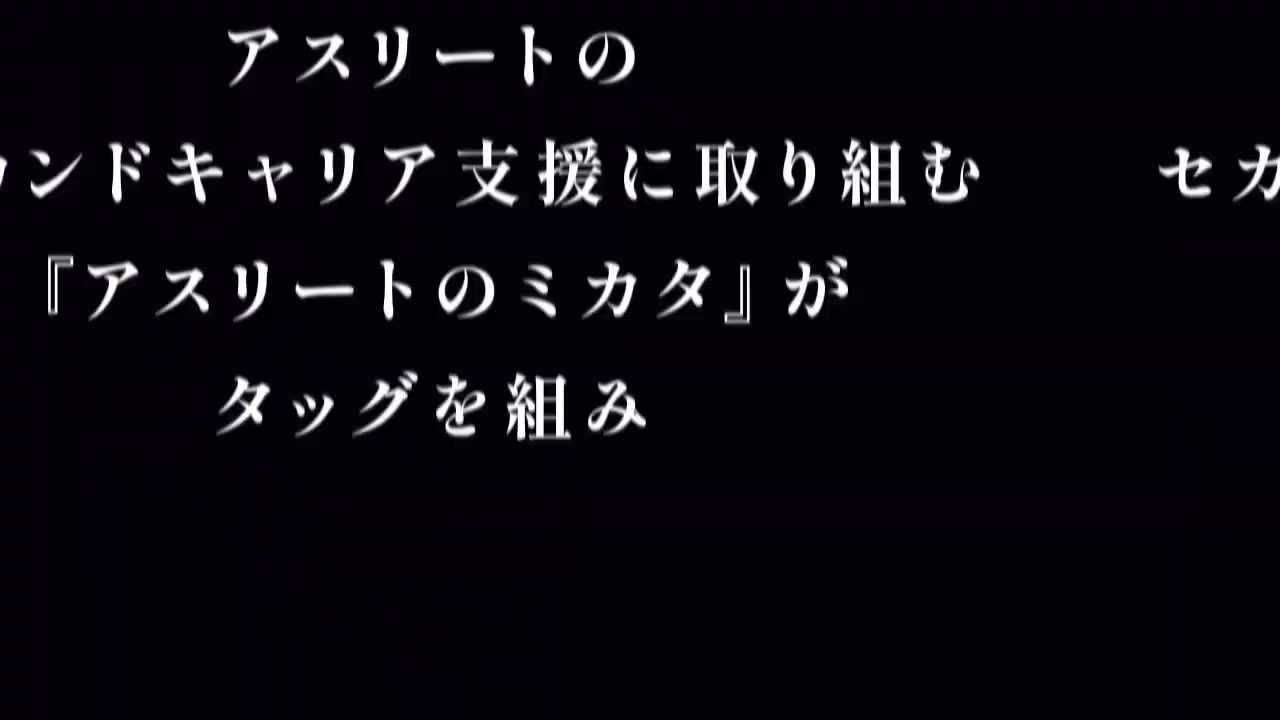 アスリートの
カンドキャリア支援に取り組む セカ
『アスリートのミカタ』が
タッグを組み